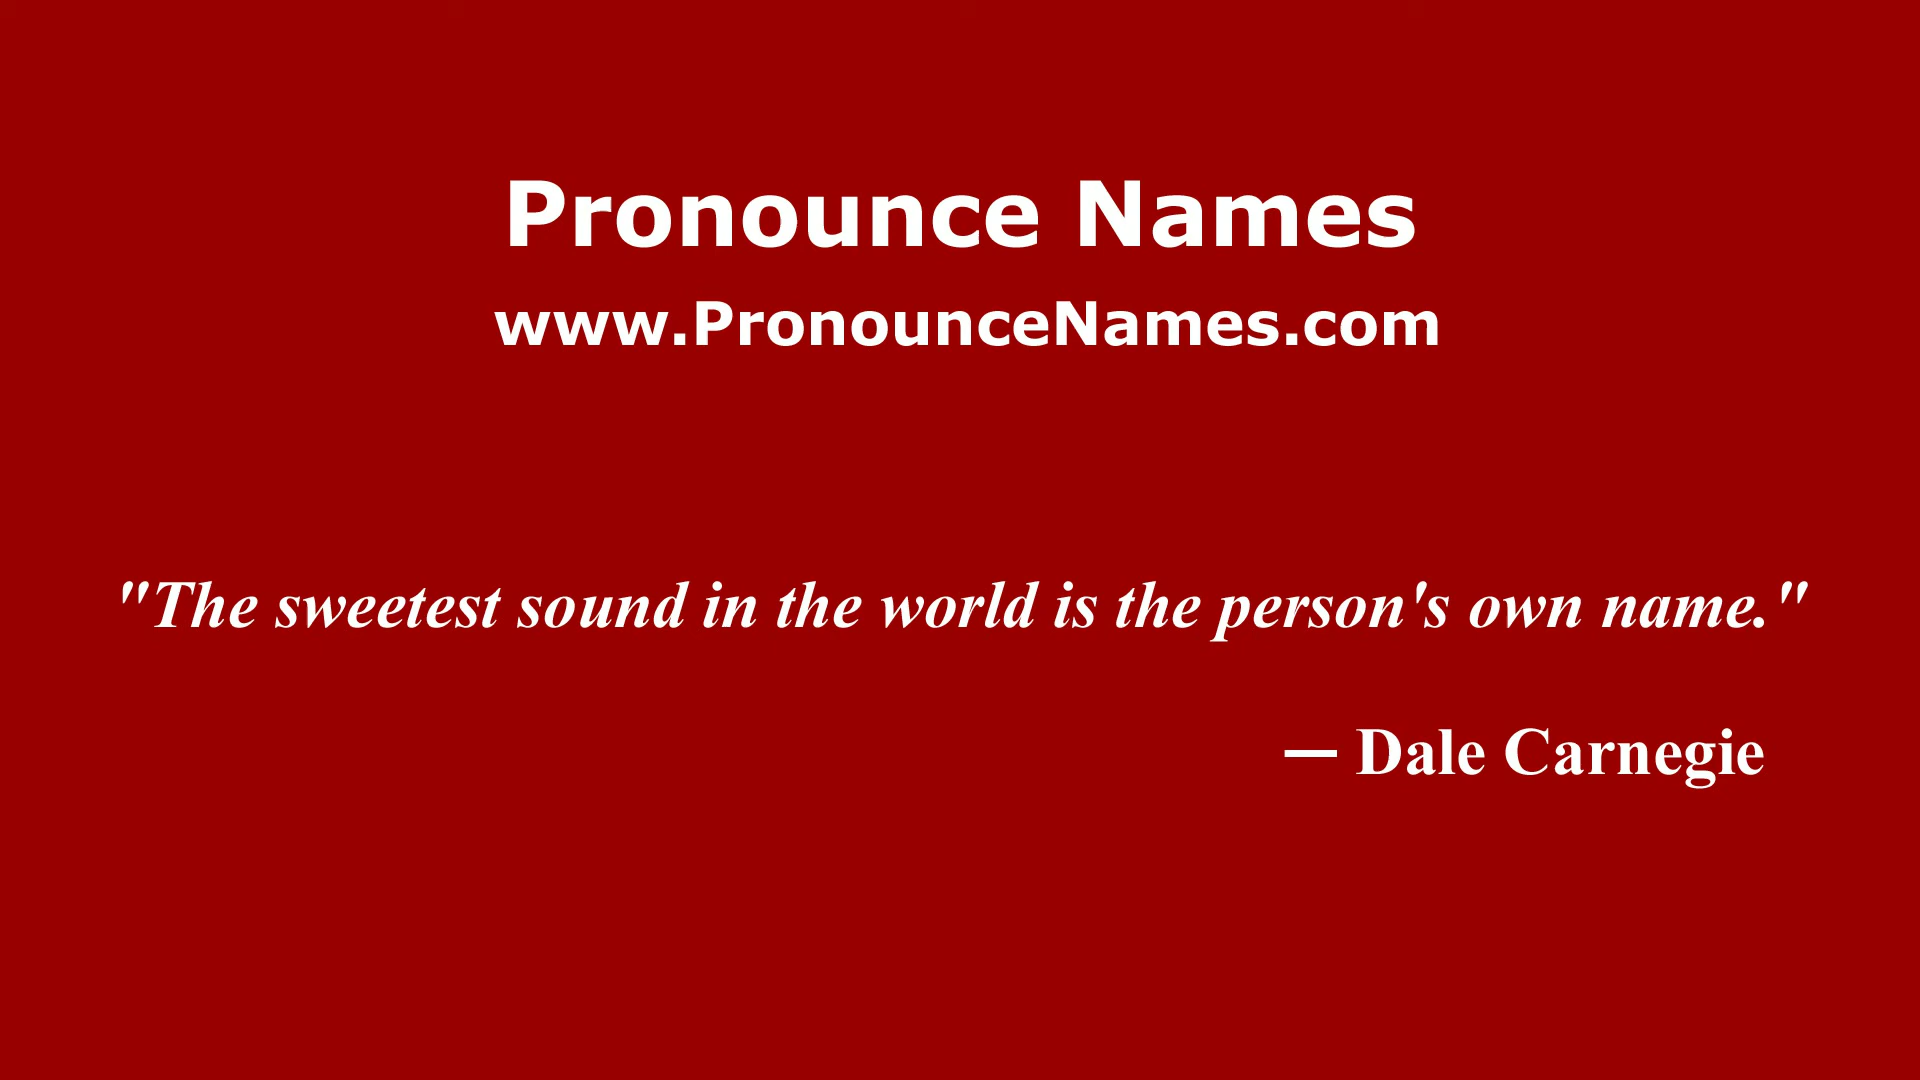 Pronounce Names
www.PronounceNames.com
"The sweetest sound in the world is the person's own name."
— Dale Carnegie